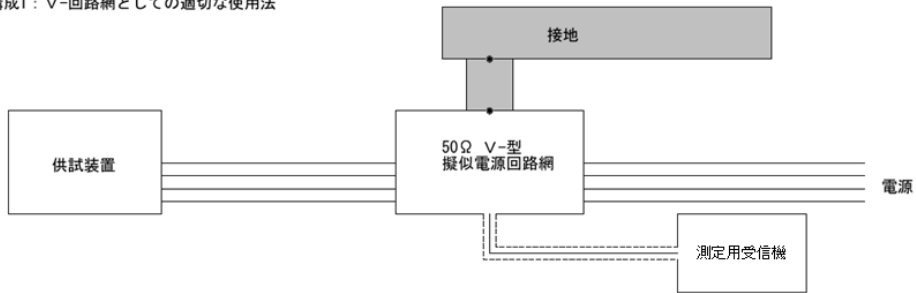 成1：V-回路網としての適切な使用法
接地
供試装置
50Ω V-型
擬似電源回路網
電源
測定用受信機